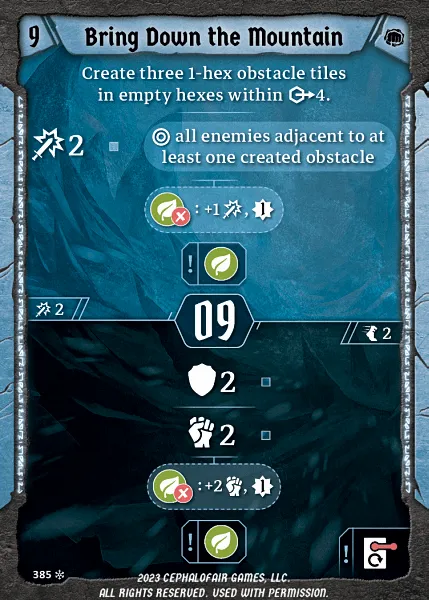 9 Bring Down the Mountain
Create three 1-hex obstacle tiles
in empty hexes within 4.
2
all enemies adjacent to at
least one created obstacle
: +1 , 1
!
2
09
2
2
2
: +2 , 1
!
!
385
2023 CEPHALOFAIR GAMES, LLC.
ALL RIGHTS RESERVED. USED WITH PERMISSION.